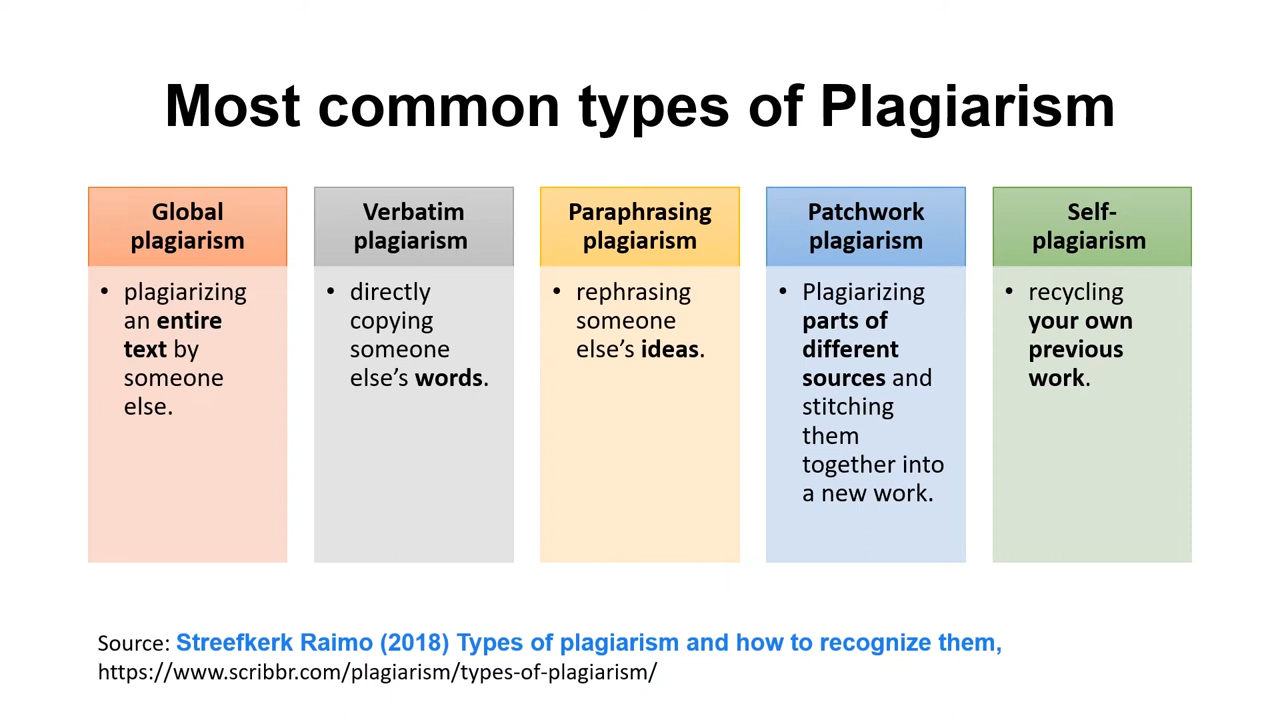 Most common types of Plagiarism
Global
plagiarism
• plagiarizing
an entire
text by
someone
else.
Verbatim
plagiarism
• directly
copying
someone
else’s words.
Paraphrasing
plagiarism
• rephrasing
someone
else’s ideas.
Patchwork
plagiarism
• Plagiarizing
parts of
different
sources and
stitching
them
together into
a new work.
Self-
plagiarism
• recycling
your own
previous
work.
Source: Streefkerk Raimo (2018) Types of plagiarism and how to recognize them,
https://www.scribbr.com/plagiarism/types-of-plagiarism/